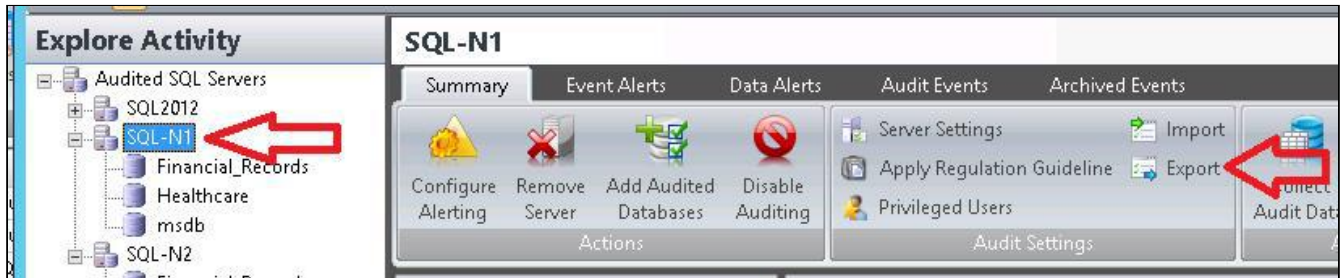 Explore Activity
Audited SQL Servers
SQL2012
SQL-N1
Financial_Records
Healthcare
msdb
SQL-N2
SQL-N1
Summary Event Alerts Data Alerts Audit Events Archived Events
Configure Alerting
Remove Server
Add Audited Databases
Disable Auditing
Actions
Server Settings
Apply Regulation Guideline
Privileged Users
Import
Export
Audit Settings